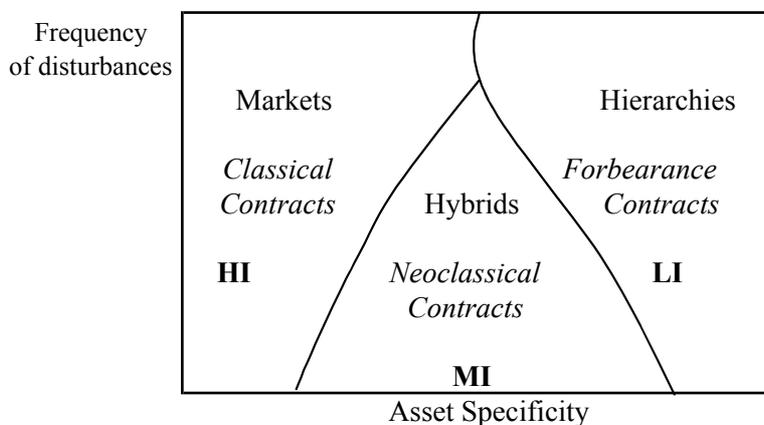 Frequency
of disturbances
Markets
Hierarchies
Classical
Contracts
Forbearance
Contracts
Hybrids
HI
Neoclassical
Contracts
LI
MI
Asset Specificity